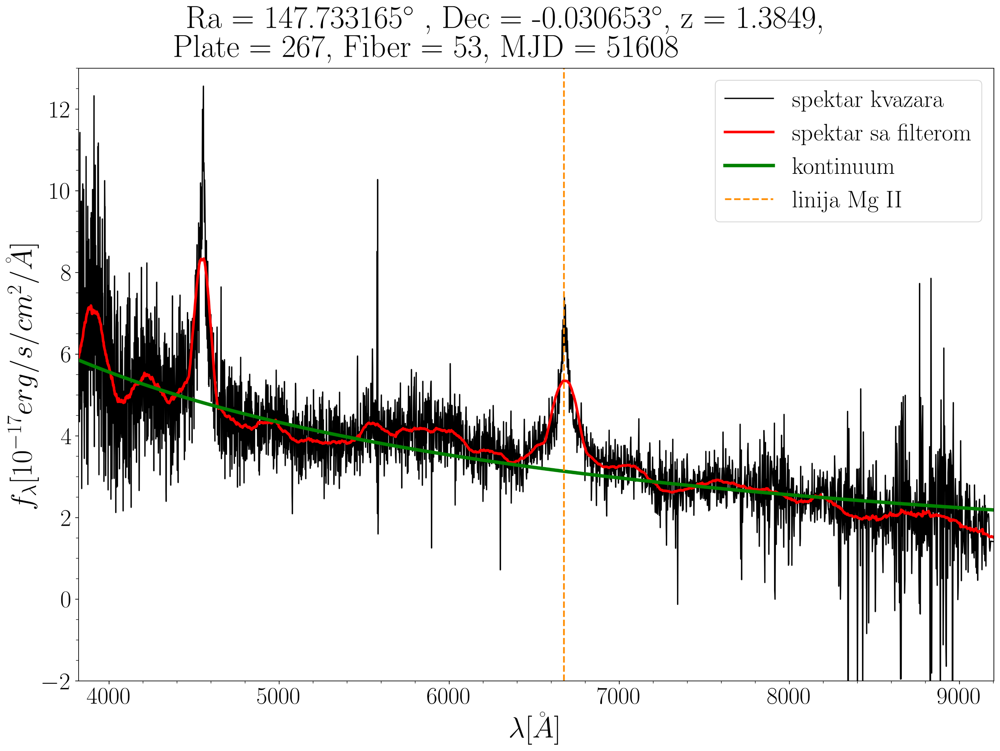 Ra = 147.733165° , Dec = -0.030653°, z = 1.3849,
Plate = 267, Fiber = 53, MJD = 51608
spektar kvazara
spektar sa filterom
kontinuum
linija Mg II
12
10
8
6
4
2
0
−2
f_λ[10^{−17}erg/s/cm^2/Å]
4000 5000 6000 7000 8000 9000
λ[Å]